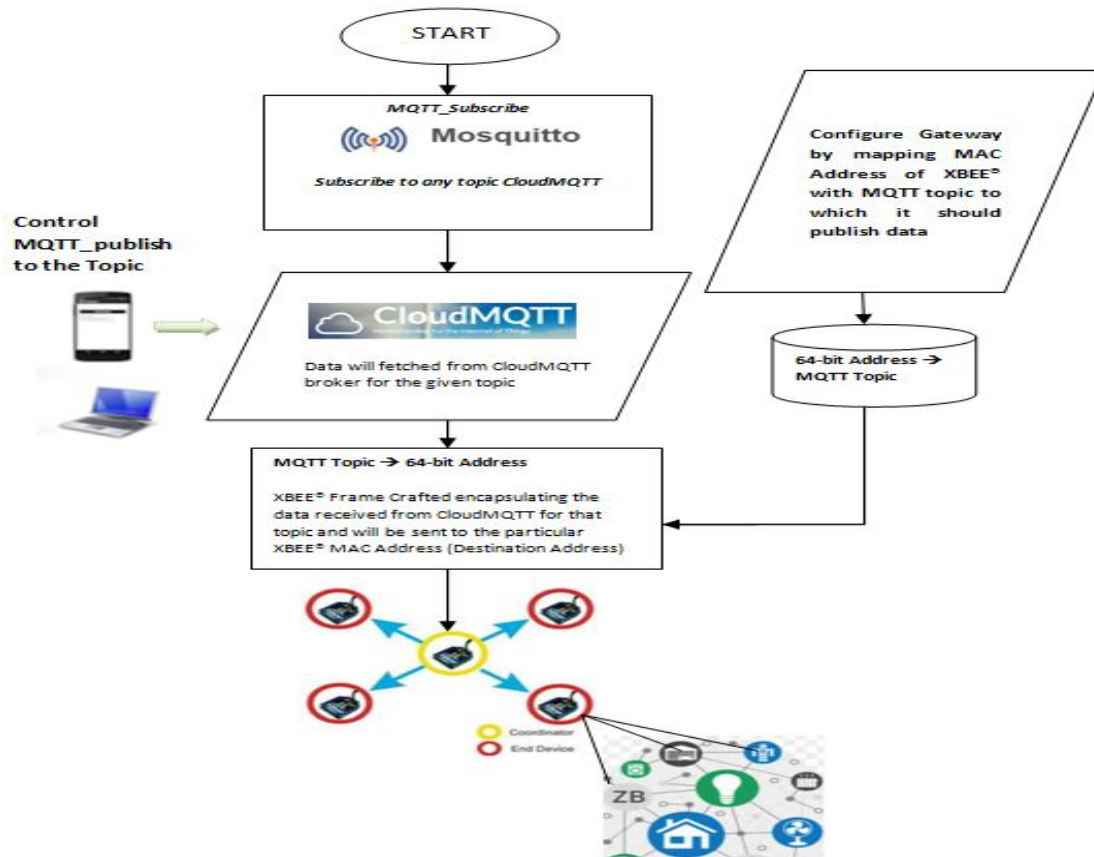 START
MQTT_Subscribe
Mosquitto
Subscribe to any topic CloudMQTT
Configure Gateway
by mapping MAC
Address of XBEE®
with MQTT topic to
which it should
publish data
Control
MQTT_publish
to the Topic
CloudMQTT
Data will fetched from CloudMQTT
broker for the given topic
64-bit Address →
MQTT Topic
MQTT Topic → 64-bit Address
XBEE® Frame Crafted encapsulating the
data received from CloudMQTT for that
topic and will be sent to the particular
XBEE® MAC Address (Destination Address)
Coordinator
End Device
ZB